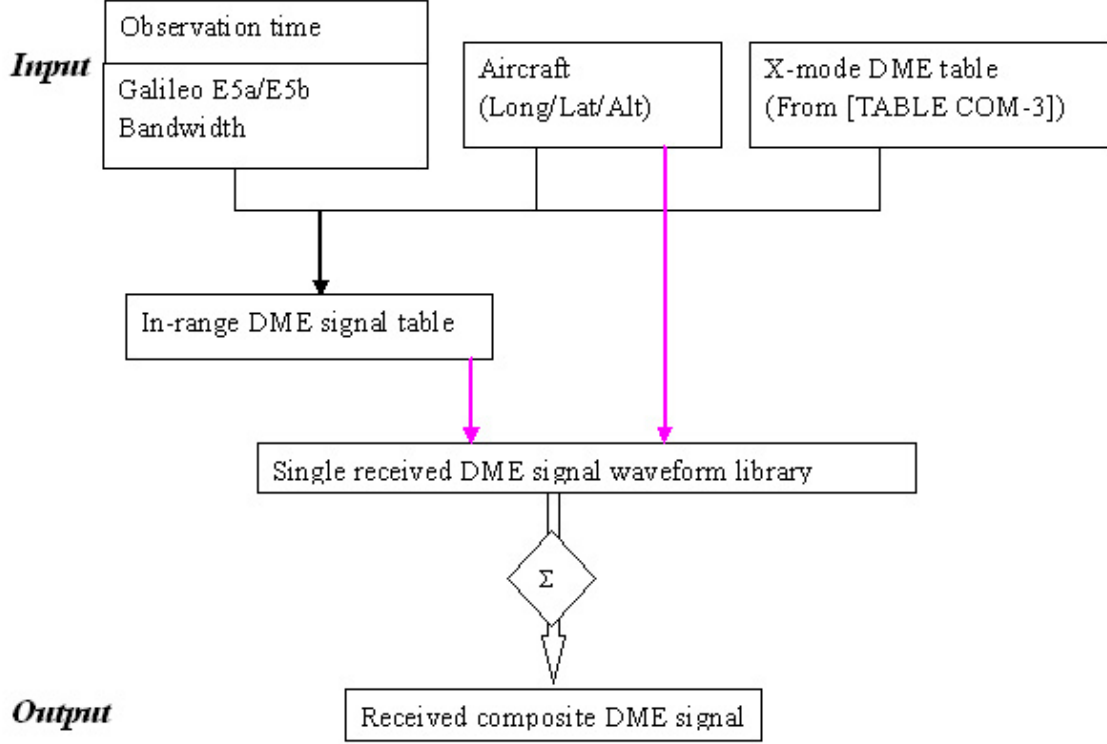 Input
Observation time
Galileo E5a/E5b
Bandwidth
Aircraft
(Long/Lat/Alt)
X-mode DME table
(From [TABLE COM-3])
In-range DME signal table
Single received DME signal waveform library
Σ
Output
Received composite DME signal